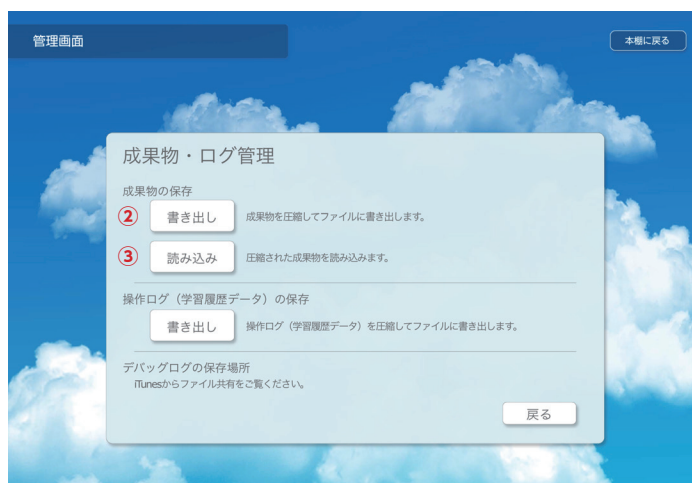 管理画面
本棚に戻る
成果物・ログ管理
成果物の保存
② 書き出し 成果物を圧縮してファイルに書き出します。
③ 読み込み 圧縮された成果物を読み込みます。
操作ログ（学習履歴データ）の保存
書き出し 操作ログ（学習履歴データ）を圧縮してファイルに書き出します。
デバッグログの保存場所
iTunesからファイル共有をご覧ください。
戻る